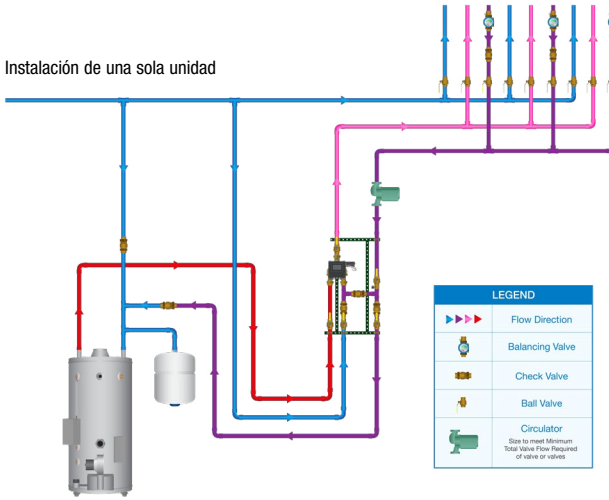 Instalación de una sola unidad
LEGEND
Flow Direction
Balancing Valve
Check Valve
Ball Valve
Circulator
Size to meet Minimum
Total Valve Flow Required
of valve or valves